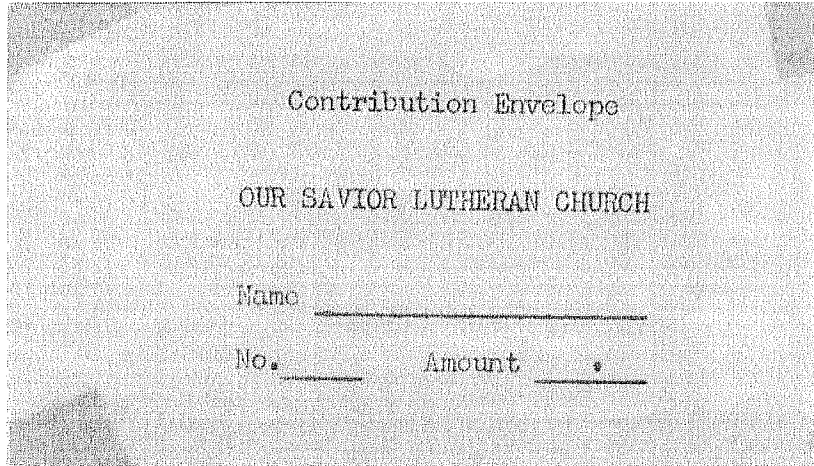 Contribution Envelope
OUR SAVIOR LUTHERAN CHURCH
Name
No. Amount .